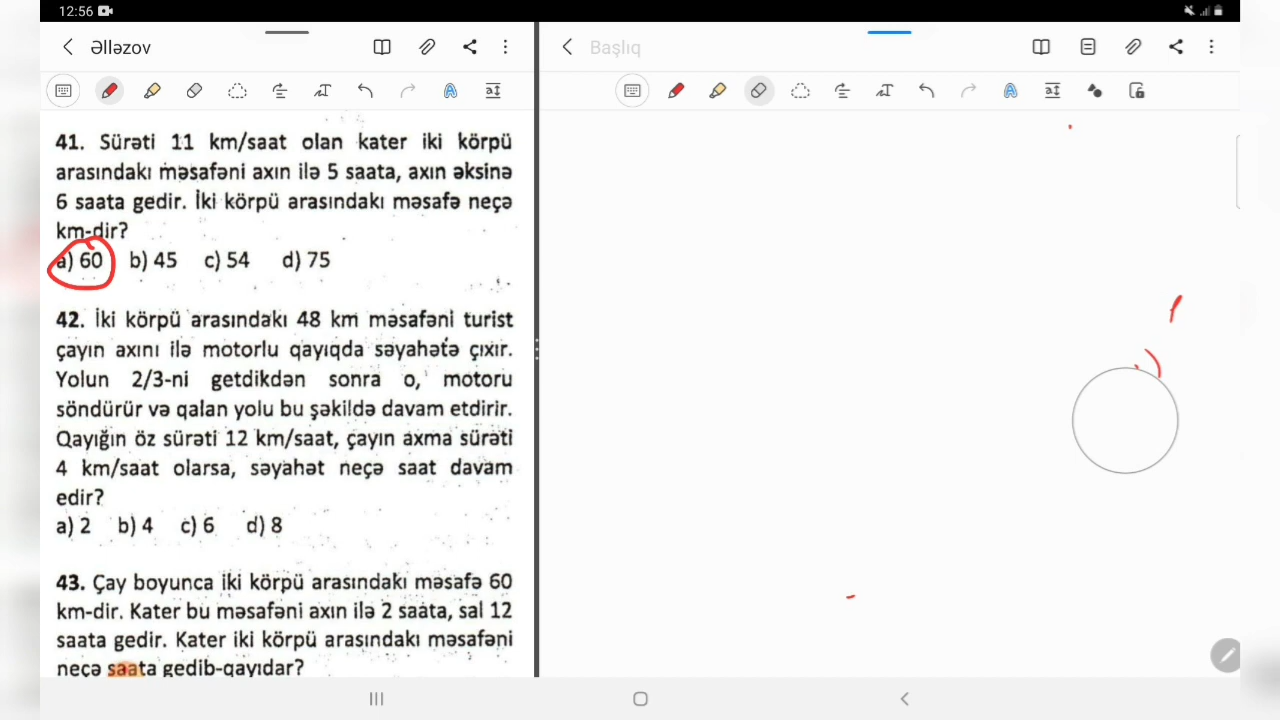 12:56
Əlləzov
Başlıq
41. Sürəti 11 km/saat olan kater iki körpü
arasındakı məsafəni axın ilə 5 saata, axın əksinə
6 saata gedir. İki körpü arasındakı məsafə neçə
km-dir?
a) 60 b) 45 c) 54 d) 75
42. İki körpü arasındakı 48 km məsafəni turist
çayın axını ilə motorlu qayıqda səyahətə çıxır.
Yolun 2/3-ni getdikdən sonra o, motoru
söndürür və qalan yolu bu şəkildə davam etdirir.
Qayığın öz sürəti 12 km/saat, çayın axma sürəti
4 km/saat olarsa, səyahət neçə saat davam
edir?
a) 2 b) 4 c) 6 d) 8
43. Çay boyunca iki körpü arasındakı məsafə 60
km-dir. Kater bu məsafəni axın ilə 2 saata, sal 12
saata gedir. Kater iki körpü arasındakı məsafəni
neçə saata gedib-qayıdar?